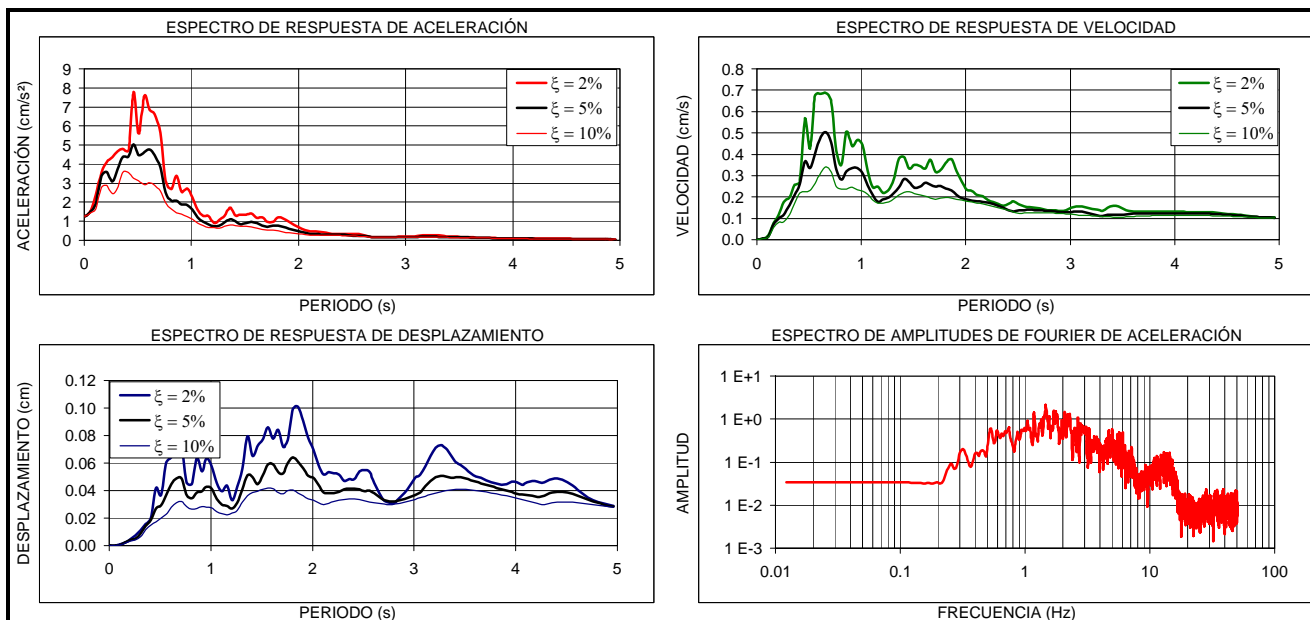 ESPECTRO DE RESPUESTA DE ACELERACIÓN
ACELERACIÓN (cm/s²)
9
8
7
6
5
4
3
2
1
0
ξ = 2%
ξ = 5%
ξ = 10%
0 1 2 3 4 5
PERIODO (s)
ESPECTRO DE RESPUESTA DE VELOCIDAD
VELOCIDAD (cm/s)
0.8
0.7
0.6
0.5
0.4
0.3
0.2
0.1
0.0
ξ = 2%
ξ = 5%
ξ = 10%
0 1 2 3 4 5
PERIODO (s)
ESPECTRO DE RESPUESTA DE DESPLAZAMIENTO
DESPLAZAMIENTO (cm)
0.12
0.10
0.08
0.06
0.04
0.02
0.00
ξ = 2%
ξ = 5%
ξ = 10%
0 1 2 3 4 5
PERIODO (s)
ESPECTRO DE AMPLITUDES DE FOURIER DE ACELERACIÓN
AMPLITUD
1 E+1
1 E+0
1 E-1
1 E-2
1 E-3
0.01 0.1 1 10 100
FRECUENCIA (Hz)